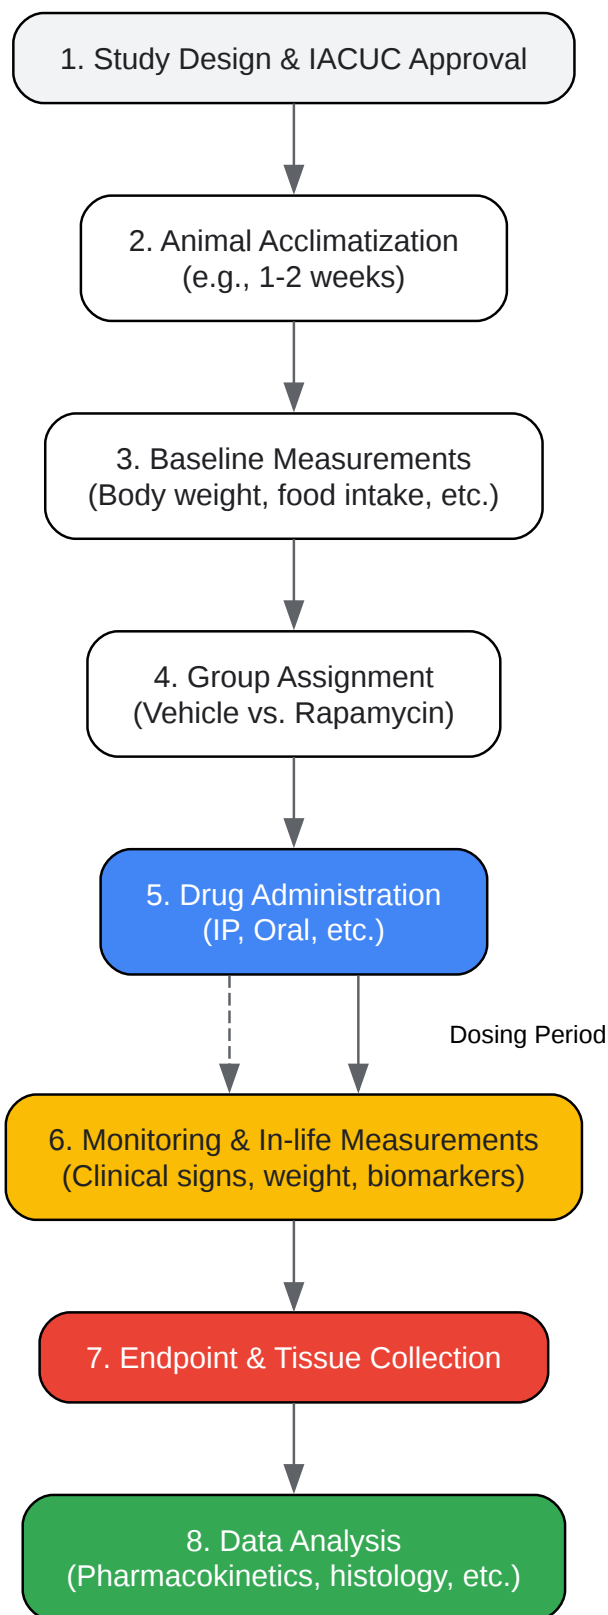 1. Study Design & IACUC Approval
2. Animal Acclimatization
(e.g., 1-2 weeks)
3. Baseline Measurements
(Body weight, food intake, etc.)
4. Group Assignment
(Vehicle vs. Rapamycin)
5. Drug Administration
(IP, Oral, etc.)
Dosing Period
6. Monitoring & In-life Measurements
(Clinical signs, weight, biomarkers)
7. Endpoint & Tissue Collection
8. Data Analysis
(Pharmacokinetics, histology, etc.)